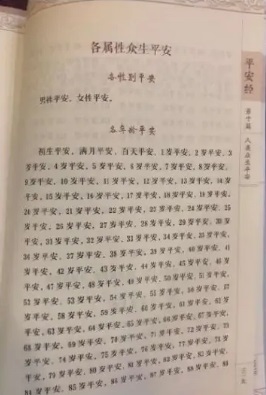 各属性众生平安
各性别平安
男性平安、女性平安。
各年龄平安
初生平安、满月平安、百天平安、1岁平安、2岁平安、3
岁平安、4岁平安、5岁平安、6岁平安、7岁平安、8岁平安、
9岁平安、10岁平安、11岁平安、12岁平安、13岁平安、14岁
平安、15岁平安、16岁平安、17岁平安、18岁平安、19岁平安、
20岁平安、21岁平安、22岁平安、23岁平安、24岁平安、25
岁平安、26岁平安、27岁平安、28岁平安、29岁平安、30岁
平安、31岁平安、32岁平安、33岁平安、34岁平安、35岁平安、
36岁平安、37岁平安、38岁平安、39岁平安、40岁平安、41
岁平安、42岁平安、43岁平安、44岁平安、45岁平安、46岁
平安、47岁平安、48岁平安、49岁平安、50岁平安、51岁平安、
52岁平安、53岁平安、54岁平安、55岁平安、56岁平安、57
岁平安、58岁平安、59岁平安、60岁平安、61岁平安、62岁
平安、63岁平安、64岁平安、65岁平安、66岁平安、67岁平安、
68岁平安、69岁平安、70岁平安、71岁平安、72岁平安、73
岁平安、74岁平安、75岁平安、76岁平安、77岁平安、78岁
平安、79岁平安、80岁平安、81岁平安、82岁平安、83岁平安、
84岁平安、85岁平安、86岁平安、87岁平安、88岁平安、89
平安经
第十篇